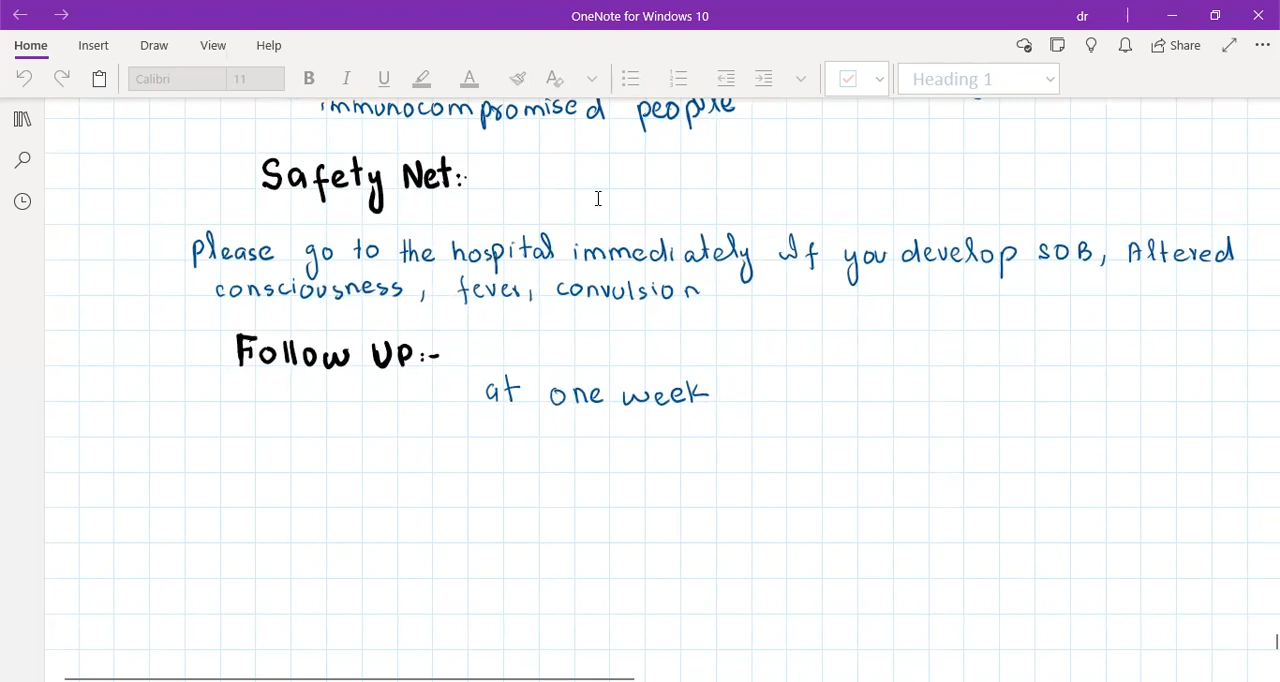 OneNote for Windows 10
dr
Home Insert Draw View Help
Share
Calibri 11 B I U A A Heading 1
immunocompromised people
Safety Net:-
Please go to the hospital immediately If you develop SOB, Altered
consciousness, fever, convulsion
Follow UP:-
at one week